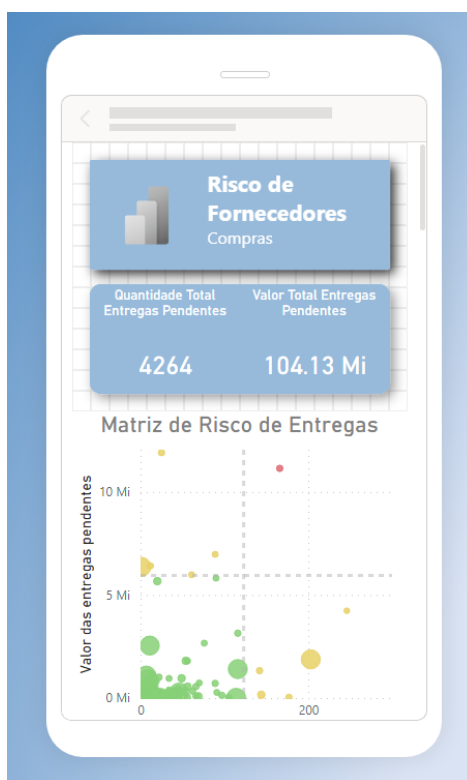 Risco de
Fornecedores
Compras
Quantidade Total
Entregas Pendentes
4264
Valor Total Entregas
Pendentes
104.13 Mi
Matriz de Risco de Entregas
Valor das entregas pendentes
10 Mi
5 Mi
0 Mi
0
200